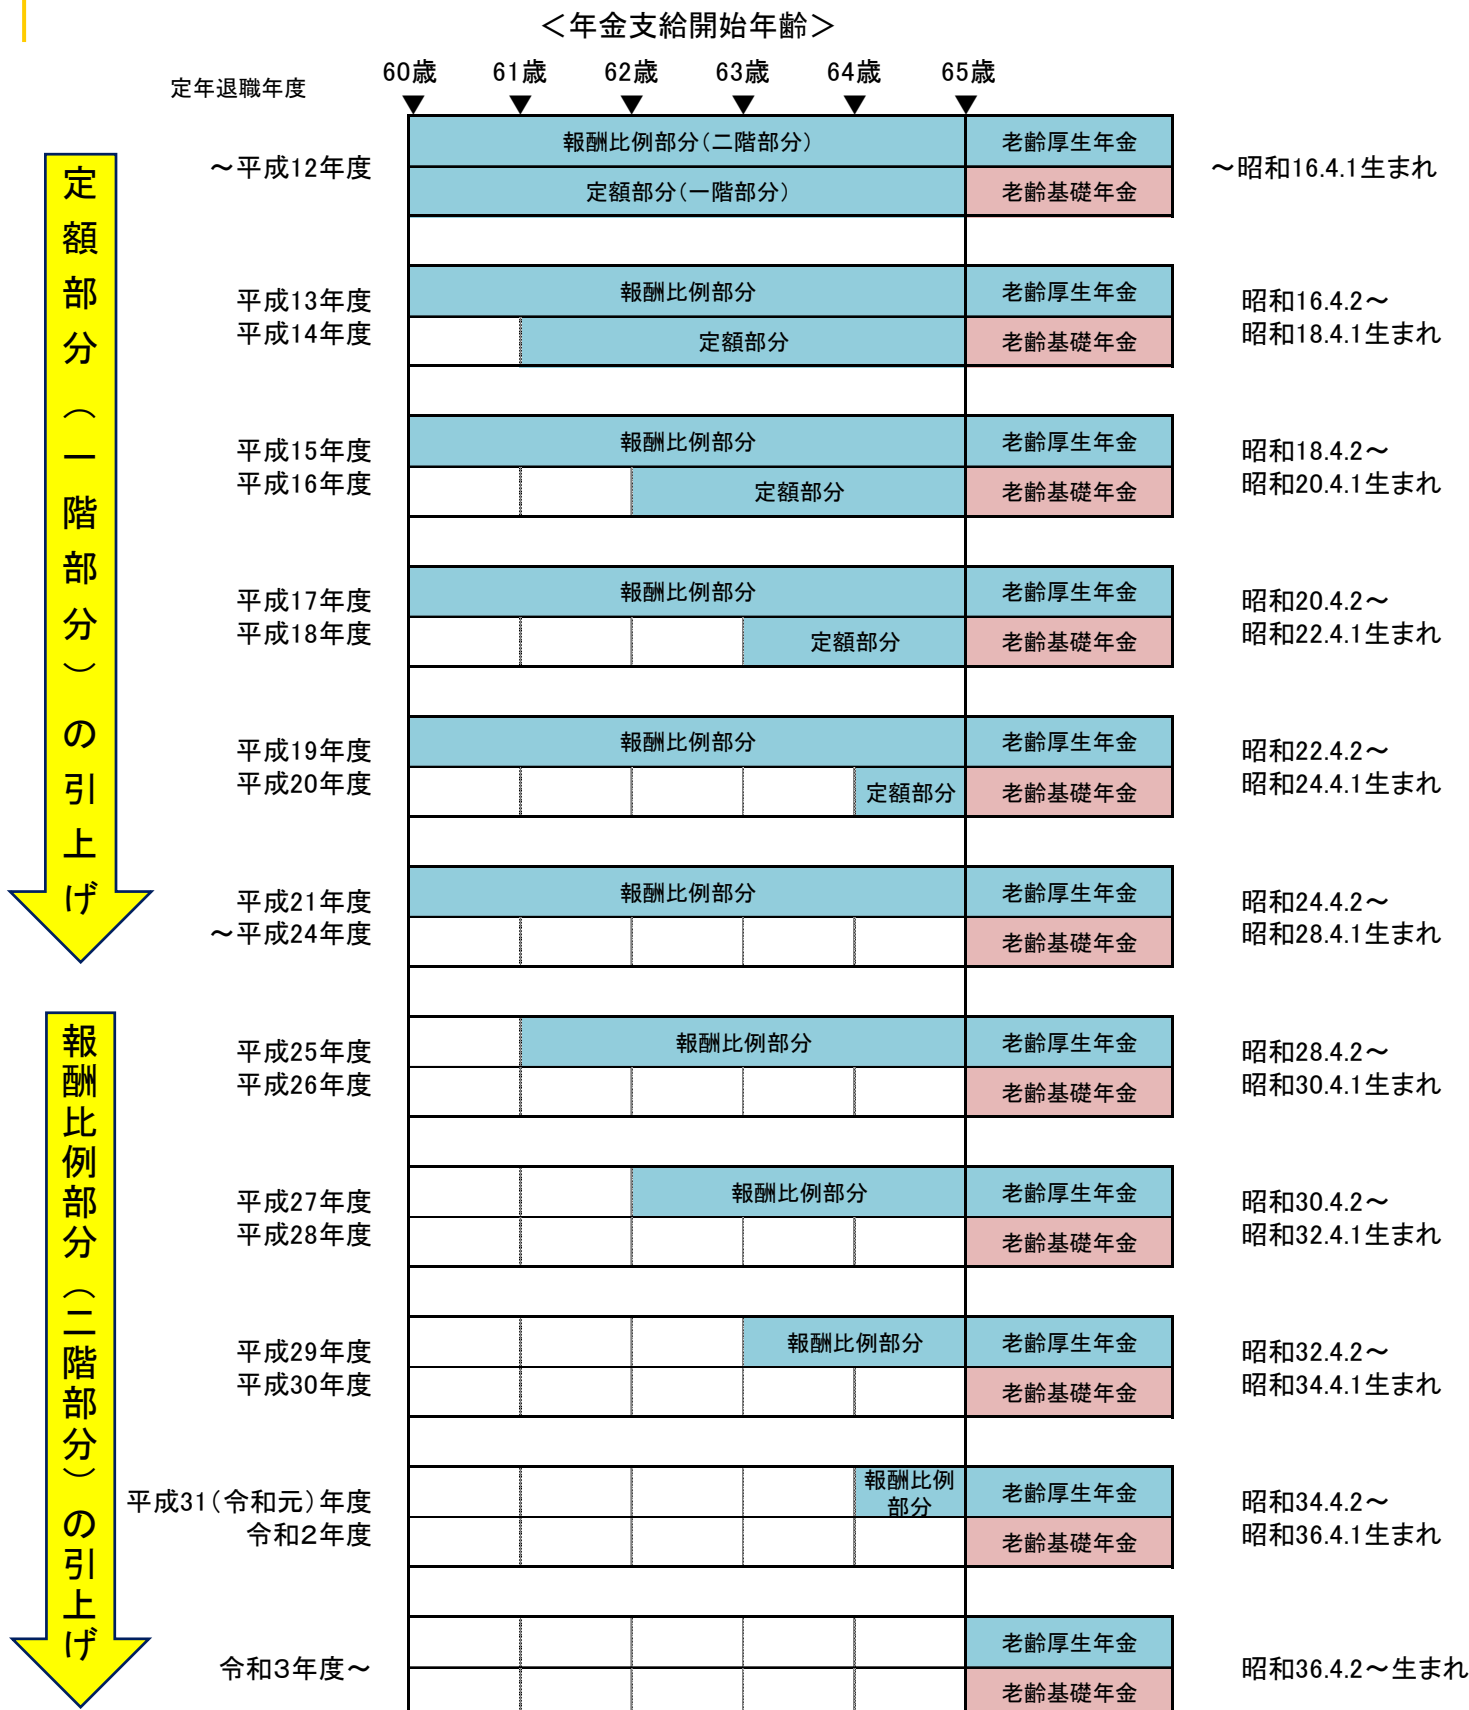 ＜年金支給開始年齢＞
定年退職年度
60歳 61歳 62歳 63歳 64歳 65歳
定額部分（一階部分）の引上げ
～平成12年度
報酬比例部分（二階部分） 老齢厚生年金
定額部分（一階部分） 老齢基礎年金
～昭和16.4.1生まれ
平成13年度
平成14年度
報酬比例部分 老齢厚生年金
定額部分 老齢基礎年金
昭和16.4.2～
昭和18.4.1生まれ
平成15年度
平成16年度
報酬比例部分 老齢厚生年金
定額部分 老齢基礎年金
昭和18.4.2～
昭和20.4.1生まれ
平成17年度
平成18年度
報酬比例部分 老齢厚生年金
定額部分 老齢基礎年金
昭和20.4.2～
昭和22.4.1生まれ
平成19年度
平成20年度
報酬比例部分 老齢厚生年金
定額部分 老齢基礎年金
昭和22.4.2～
昭和24.4.1生まれ
平成21年度
～平成24年度
報酬比例部分 老齢厚生年金
老齢基礎年金
昭和24.4.2～
昭和28.4.1生まれ
報酬比例部分（二階部分）の引上げ
平成25年度
平成26年度
報酬比例部分 老齢厚生年金
老齢基礎年金
昭和28.4.2～
昭和30.4.1生まれ
平成27年度
平成28年度
報酬比例部分 老齢厚生年金
老齢基礎年金
昭和30.4.2～
昭和32.4.1生まれ
平成29年度
平成30年度
報酬比例部分 老齢厚生年金
老齢基礎年金
昭和32.4.2～
昭和34.4.1生まれ
平成31（令和元）年度
令和２年度
報酬比例
部分
老齢厚生年金
老齢基礎年金
昭和34.4.2～
昭和36.4.1生まれ
令和３年度～
老齢厚生年金
老齢基礎年金
昭和36.4.2～生まれ